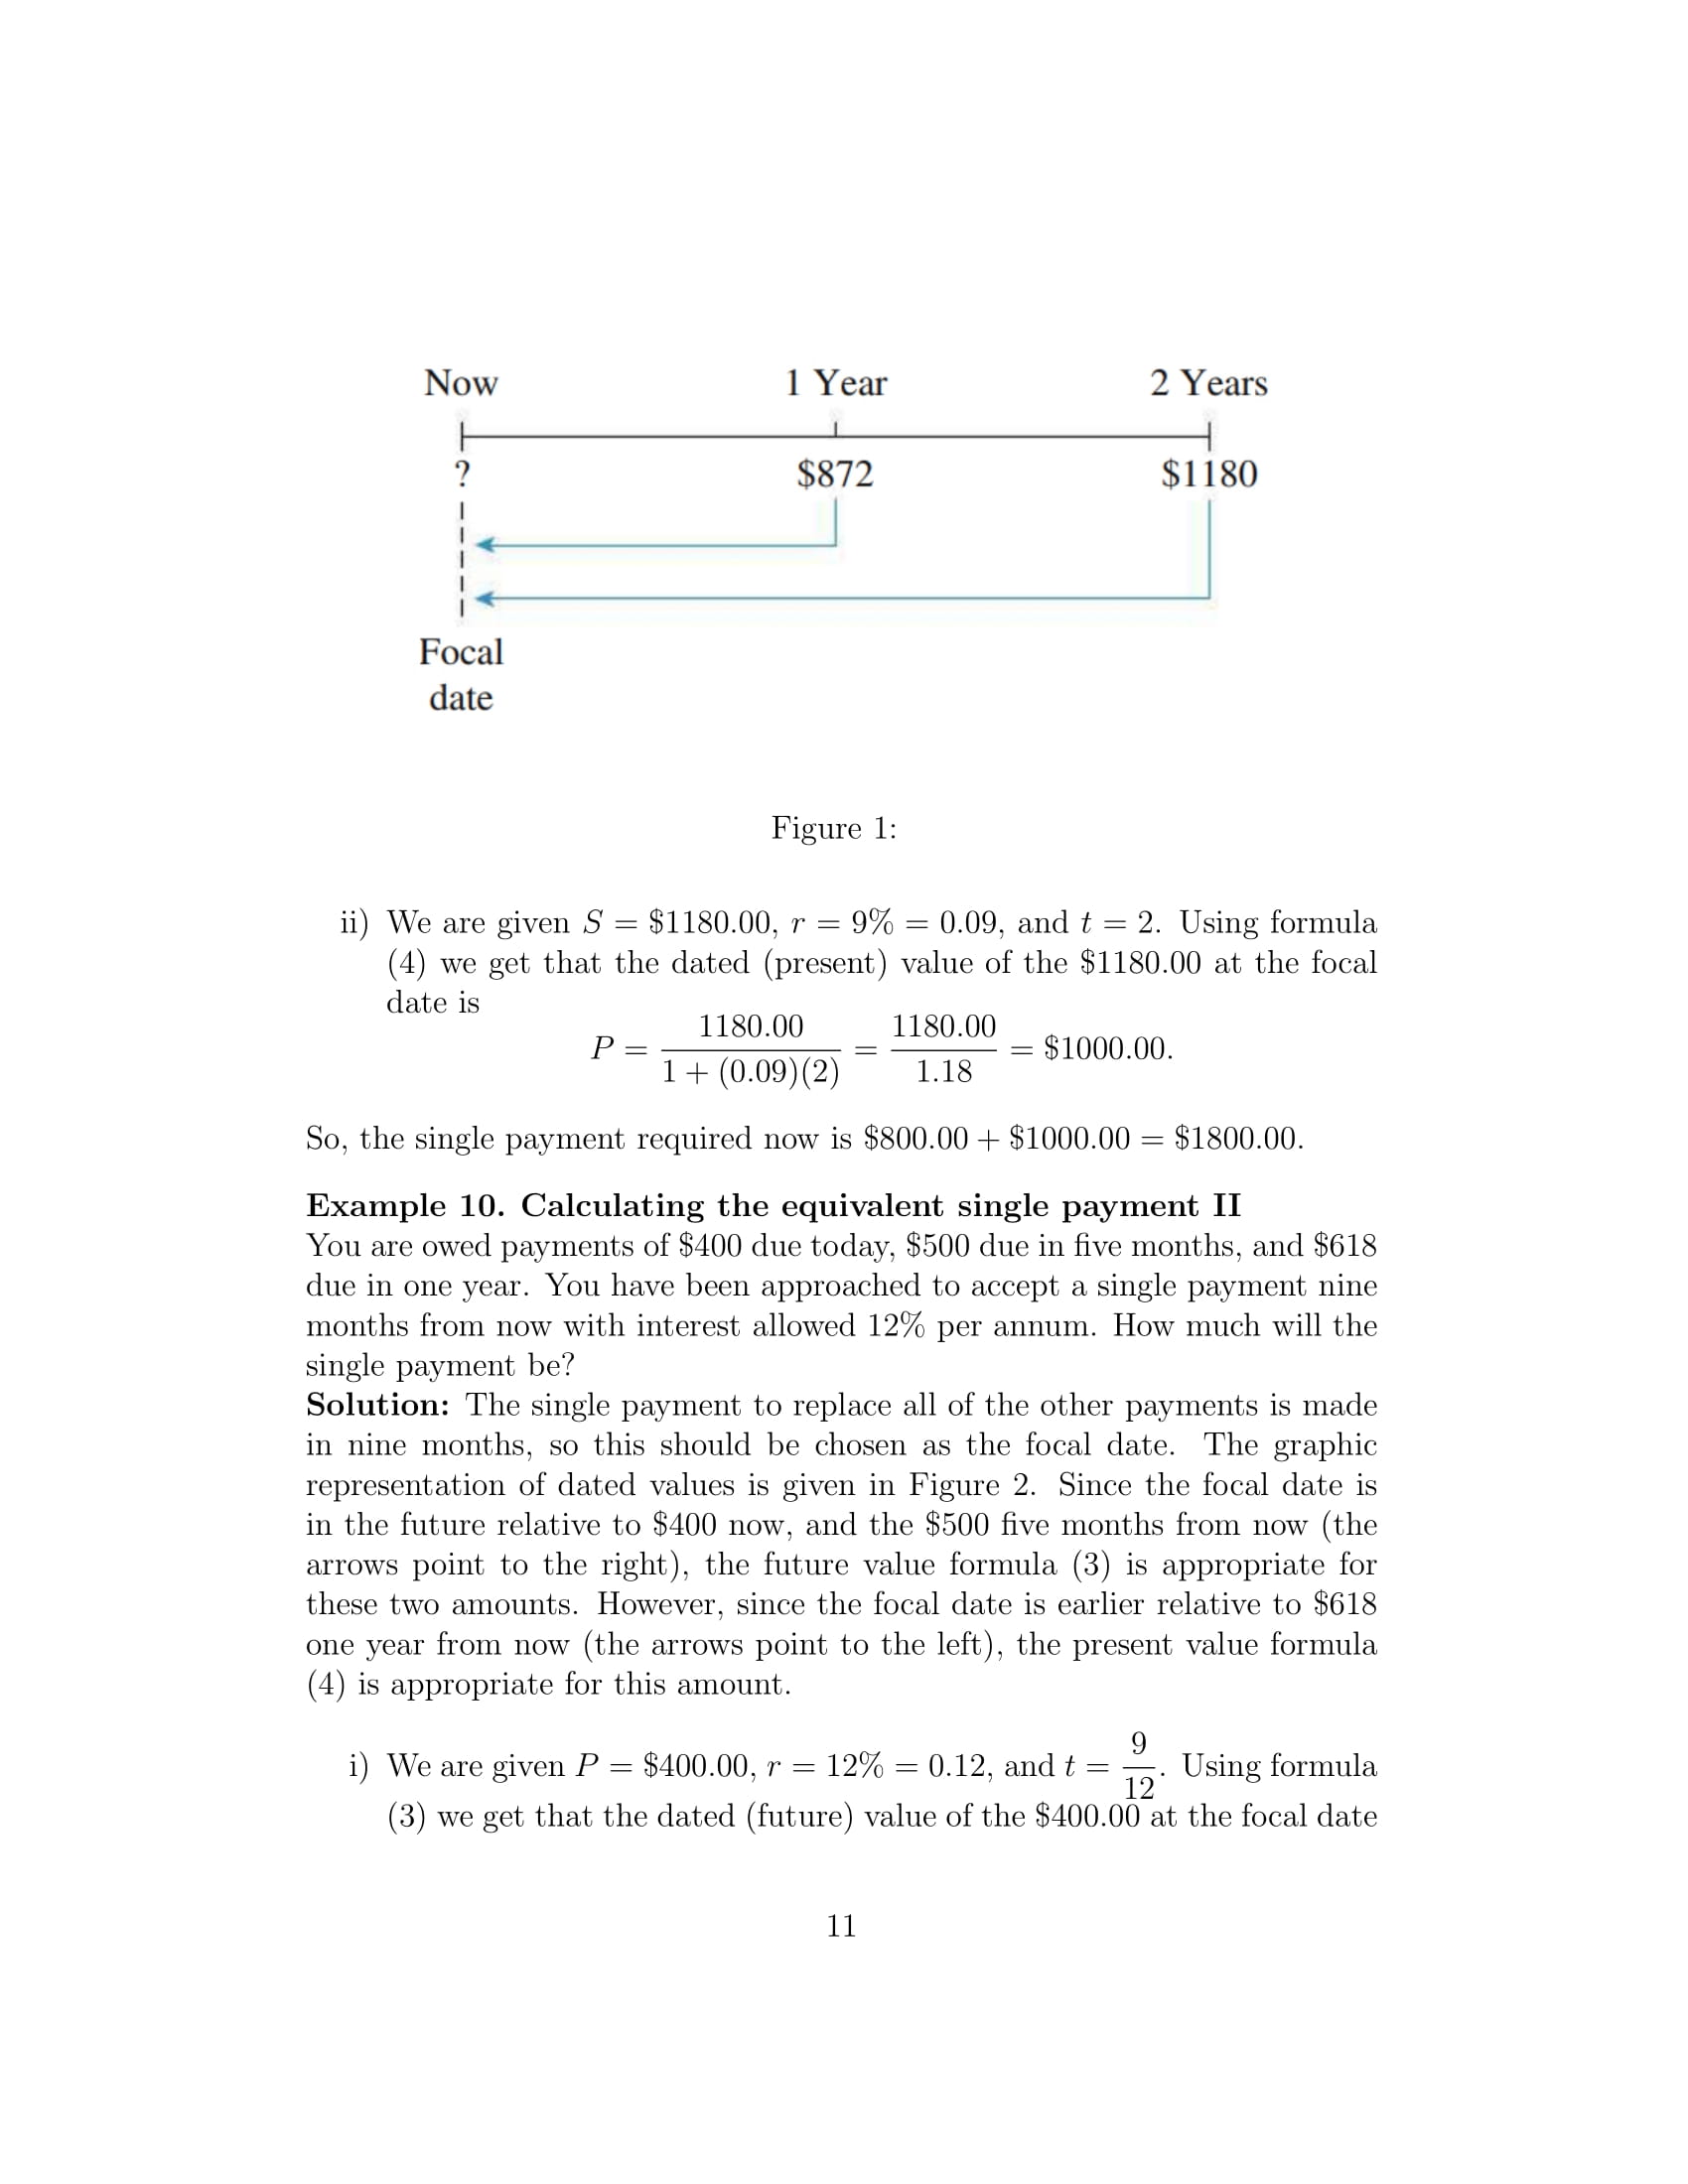 Now 1 Year 2 Years
? $872 $1180
Focal
date
Figure 1:
ii) We are given S = $1180.00, r = 9% = 0.09, and t = 2. Using formula
(4) we get that the dated (present) value of the $1180.00 at the focal
date is
P = 1180.00 / 1 + (0.09)(2) = 1180.00 / 1.18 = $1000.00.
So, the single payment required now is $800.00 + $1000.00 = $1800.00.
Example 10. Calculating the equivalent single payment II
You are owed payments of $400 due today, $500 due in five months, and $618
due in one year. You have been approached to accept a single payment nine
months from now with interest allowed 12% per annum. How much will the
single payment be?
Solution: The single payment to replace all of the other payments is made
in nine months, so this should be chosen as the focal date. The graphic
representation of dated values is given in Figure 2. Since the focal date is
in the future relative to $400 now, and the $500 five months from now (the
arrows point to the right), the future value formula (3) is appropriate for
these two amounts. However, since the focal date is earlier relative to $618
one year from now (the arrows point to the left), the present value formula
(4) is appropriate for this amount.
i) We are given P = $400.00, r = 12% = 0.12, and t = 9/12. Using formula
(3) we get that the dated (future) value of the $400.00 at the focal date
11